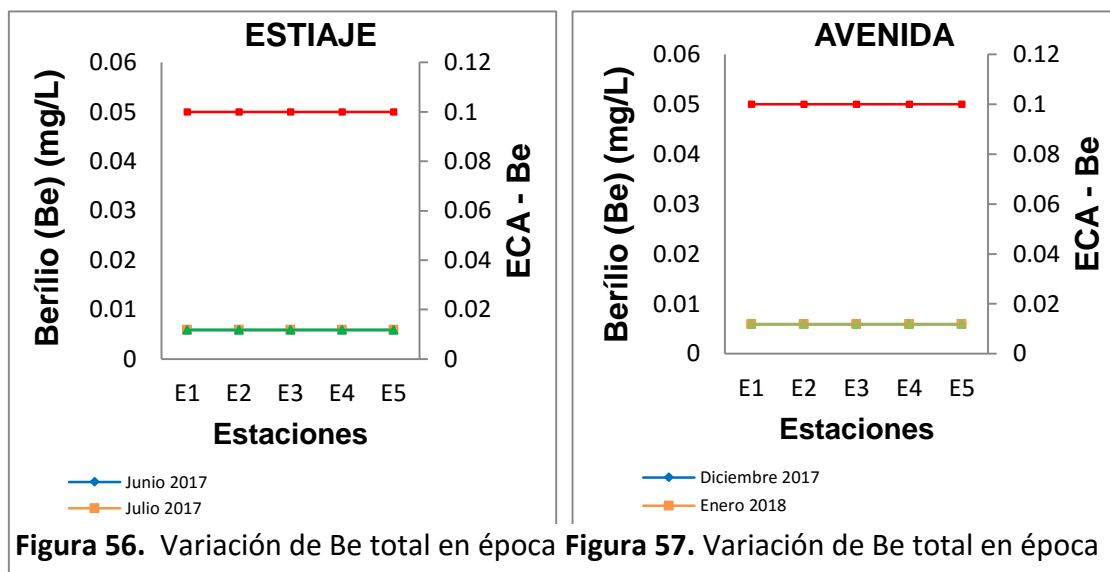 ESTIAJE
0.06
0.05
0.04
0.03
0.02
0.01
0
Berílio (Be) (mg/L)
0.12
0.1
0.08
0.06
0.04
0.02
0
ECA - Be
E1 E2 E3 E4 E5
Estaciones
Junio 2017
Julio 2017
Figura 56. Variación de Be total en época
AVENIDA
0.06
0.05
0.04
0.03
0.02
0.01
0
Berílio (Be) (mg/L)
0.12
0.1
0.08
0.06
0.04
0.02
0
ECA - Be
E1 E2 E3 E4 E5
Estaciones
Diciembre 2017
Enero 2018
Figura 57. Variación de Be total en época